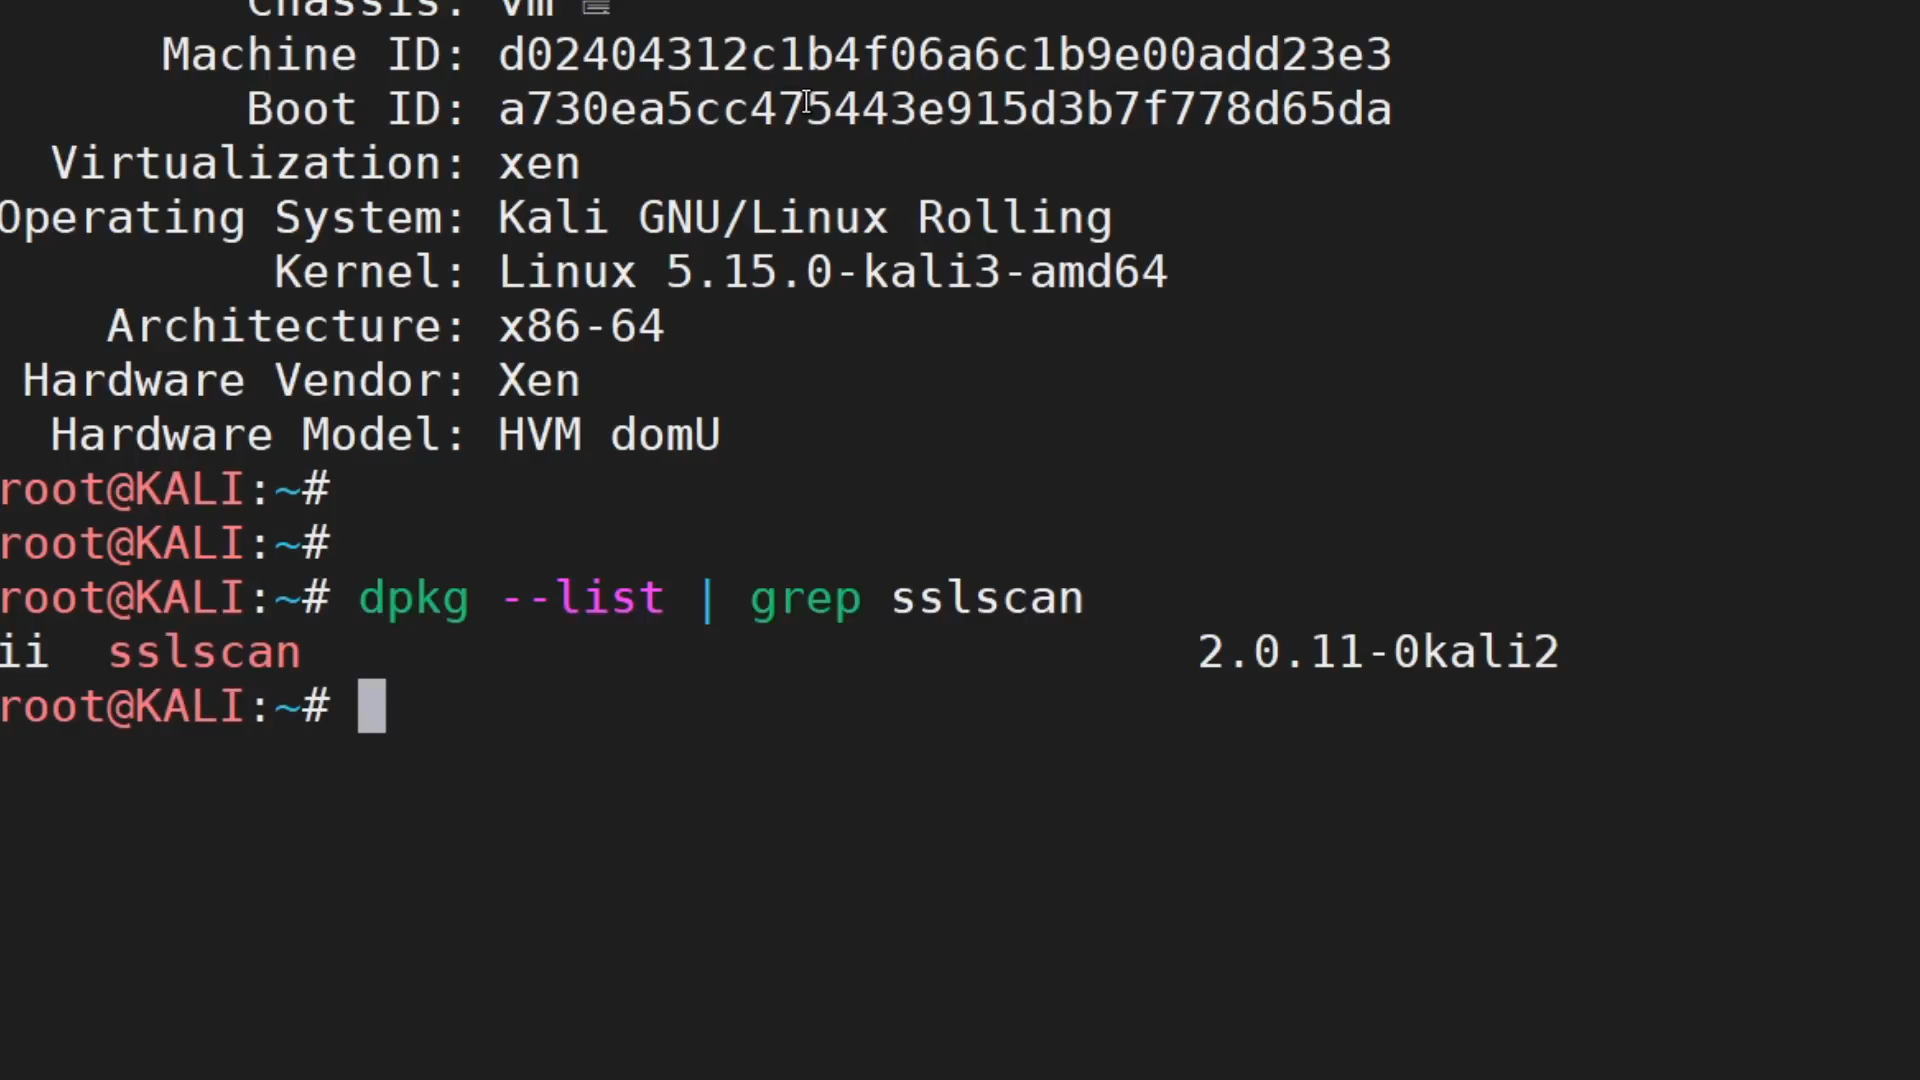 Chassis: vm
Machine ID: d02404312c1b4f06a6c1b9e00add23e3
Boot ID: a730ea5cc475443e915d3b7f778d65da
Virtualization: xen
Operating System: Kali GNU/Linux Rolling
Kernel: Linux 5.15.0-kali3-amd64
Architecture: x86-64
Hardware Vendor: Xen
Hardware Model: HVM domU
root@KALI:~#
root@KALI:~#
root@KALI:~# dpkg --list | grep sslscan
ii sslscan 2.0.11-0kali2
root@KALI:~#